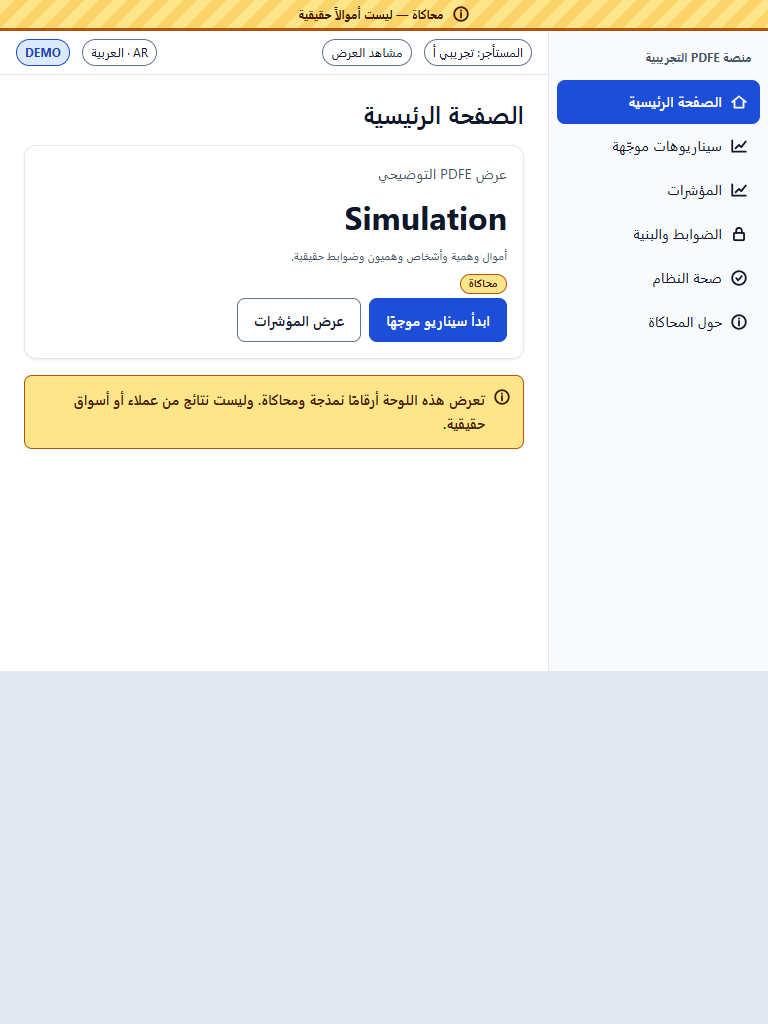 محاكاة — ليست أموالاً حقيقية
منصة PDFE التجريبية
الصفحة الرئيسية
سيناريوهات موجّهة
المؤشرات
الضوابط والبنية
صحة النظام
حول المحاكاة
المستأجر: تجريبي أ
مشاهد العرض
AR · العربية
DEMO
الصفحة الرئيسية
عرض PDFE التوضيحي
Simulation
أموال وهمية وأشخاص وهميون وضوابط حقيقية.
محاكاة
ابدأ سيناريو موجهًا
عرض المؤشرات
تعرض هذه اللوحة أرقامًا نمذجة ومحاكاة. وليست نتائج من عملاء أو أسواق
حقيقية.